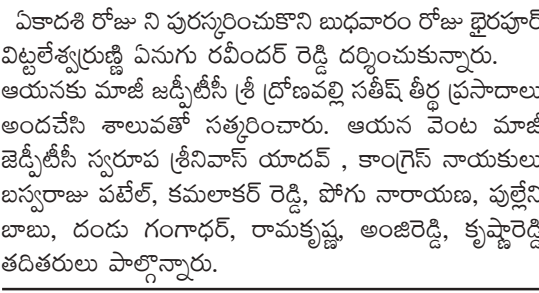 ఏకాదశి రోజు ని పురస్కరించుకొని బుధవారం రోజు భైరపూర్
విట్టలేశ్వర్రుణ్ణి ఏనుగు రవీందర్ రెడ్డి దర్శించుకున్నారు.
ఆయనకు మాజీ జడ్పీటీసీ శ్రీ ద్రోణవల్లి సతీష్ తీర్థ ప్రసాదాలు
అందచేసి శాలువతో సత్కరించారు. ఆయన వెంట మాజీ
జెడ్పీటీసీ స్వరూప శ్రీనివాస్ యాదవ్ , కాంగ్రెస్ నాయకులు
బస్వరాజు పటేల్, కమలాకర్ రెడ్డి, పోగు నారాయణ, పుల్లేని
బాబు, దండు గంగాధర్, రామకృష్ణ, అంజిరెడ్డి, కృష్ణారెడ్డి
తదితరులు పాల్గొన్నారు.